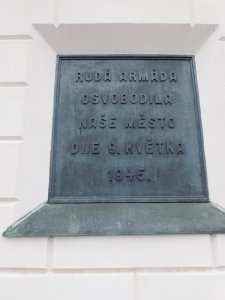 RUDÁ ARMÁDA
OSVOBODILA
NAŠE MĚSTO
DNE 9. KVĚTNA
1945.